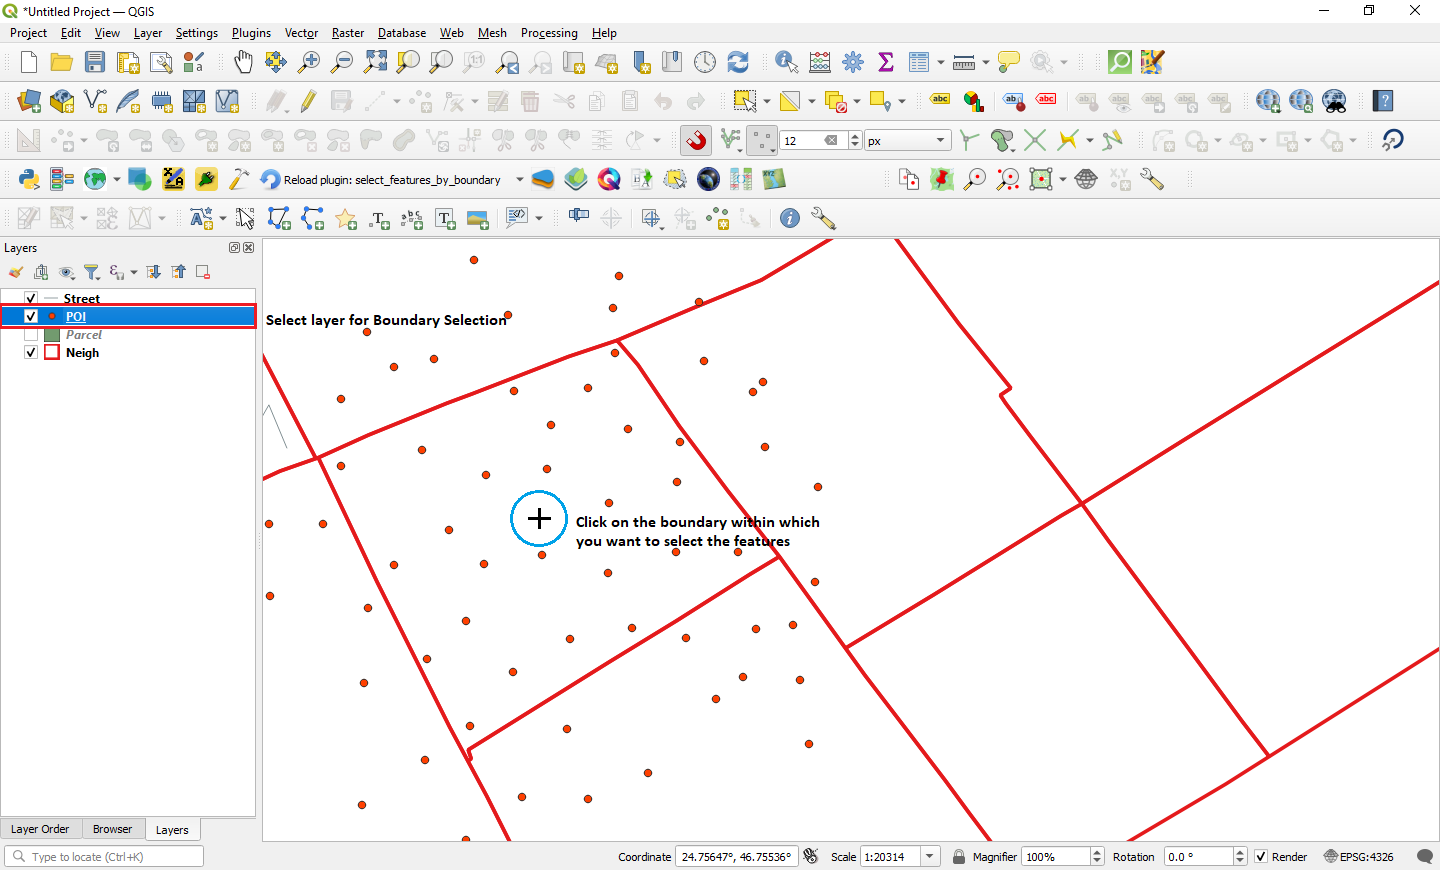 *Untitled Project — QGIS
Project Edit View Layer Settings Plugins Vector Raster Database Web Mesh Processing Help
12 px
Reload plugin: select_features_by_boundary
Layers
Street
POI
Parcel
Neigh
Select layer for Boundary Selection
Click on the boundary within which
you want to select the features
Layer Order Browser Layers
Type to locate (Ctrl+K)
Coordinate 24.75647°, 46.75536° Scale 1:20314 Magnifier 100% Rotation 0.0 ° Render EPSG:4326